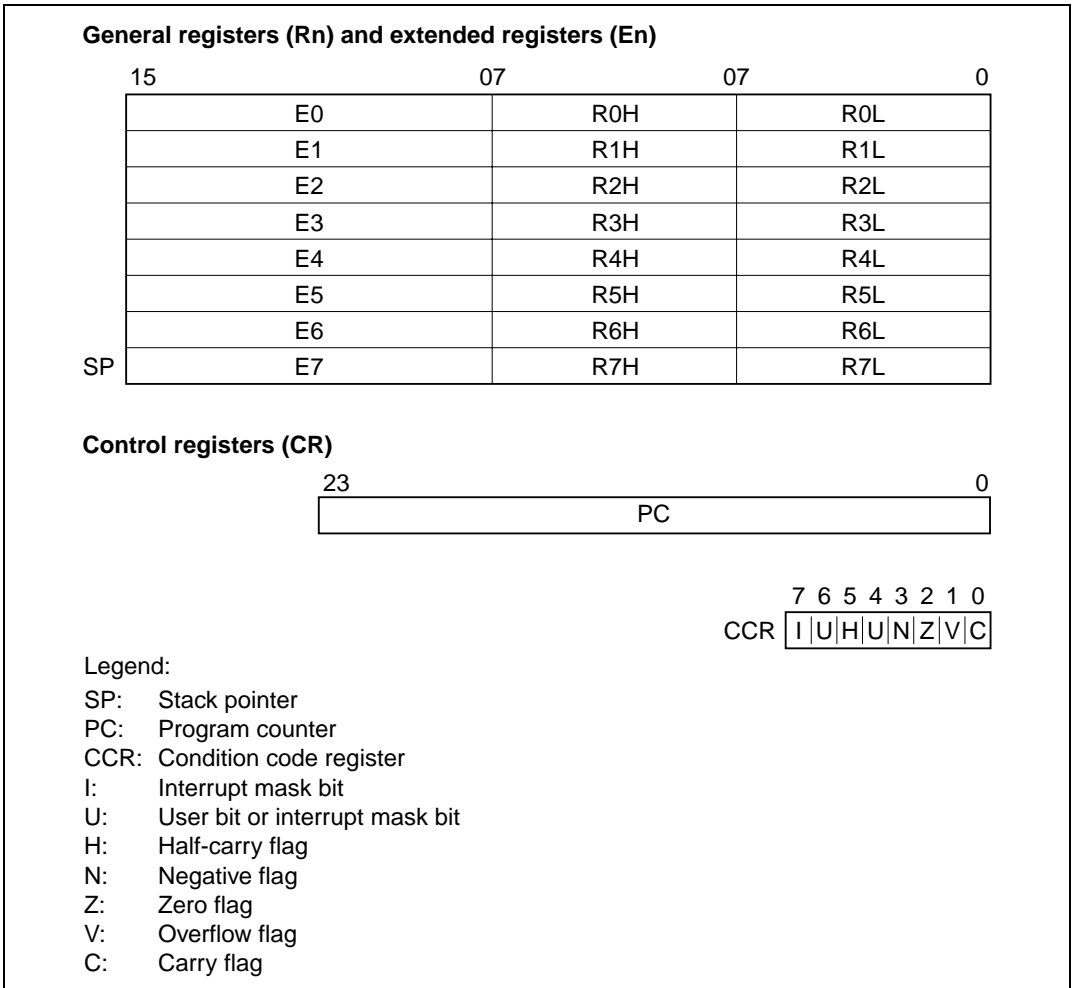 General registers (Rn) and extended registers (En)
15 07 07 0
E0 R0H R0L
E1 R1H R1L
E2 R2H R2L
E3 R3H R3L
E4 R4H R4L
E5 R5H R5L
E6 R6H R6L
SP E7 R7H R7L
Control registers (CR)
23 0
PC
7 6 5 4 3 2 1 0
CCR I U H U N Z V C
Legend:
SP: Stack pointer
PC: Program counter
CCR: Condition code register
I: Interrupt mask bit
U: User bit or interrupt mask bit
H: Half-carry flag
N: Negative flag
Z: Zero flag
V: Overflow flag
C: Carry flag